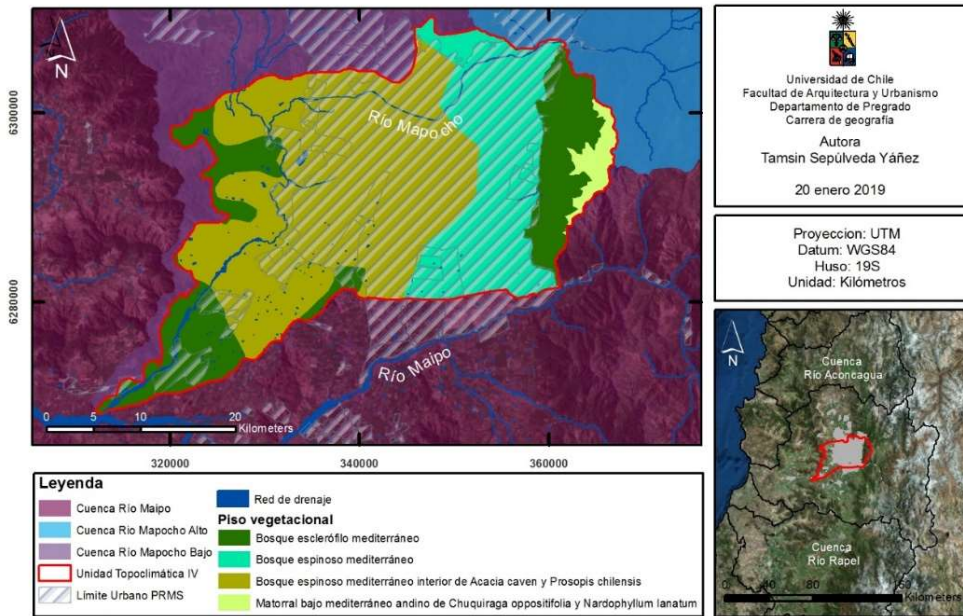 N
6300000
6280000
Río Mapocho
Río Maipo
0 5 10 20
Kilometers
320000 340000 360000
Universidad de Chile
Facultad de Arquitectura y Urbanismo
Departamento de Pregrado
Carrera de geografía
Autora
Tamsin Sepúlveda Yáñez
20 enero 2019
Proyeccion: UTM
Datum: WGS84
Huso: 19S
Unidad: Kilómetros
N
Cuenca
Río Aconcagua
Cuenca
Río Rapel
0 40 80 160
Kilometers
Leyenda
Cuenca Río Maipo
Cuenca Río Mapocho Alto
Cuenca Río Mapocho Bajo
Unidad Topoclimática IV
Límite Urbano PRMS
Red de drenaje
Piso vegetacional
Bosque esclerófilo mediterráneo
Bosque espinoso mediterráneo
Bosque espinoso mediterráneo interior de Acacia caven y Prosopis chilensis
Matorral bajo mediterráneo andino de Chuquiraga oppositifolia y Nardophyllum lanatum